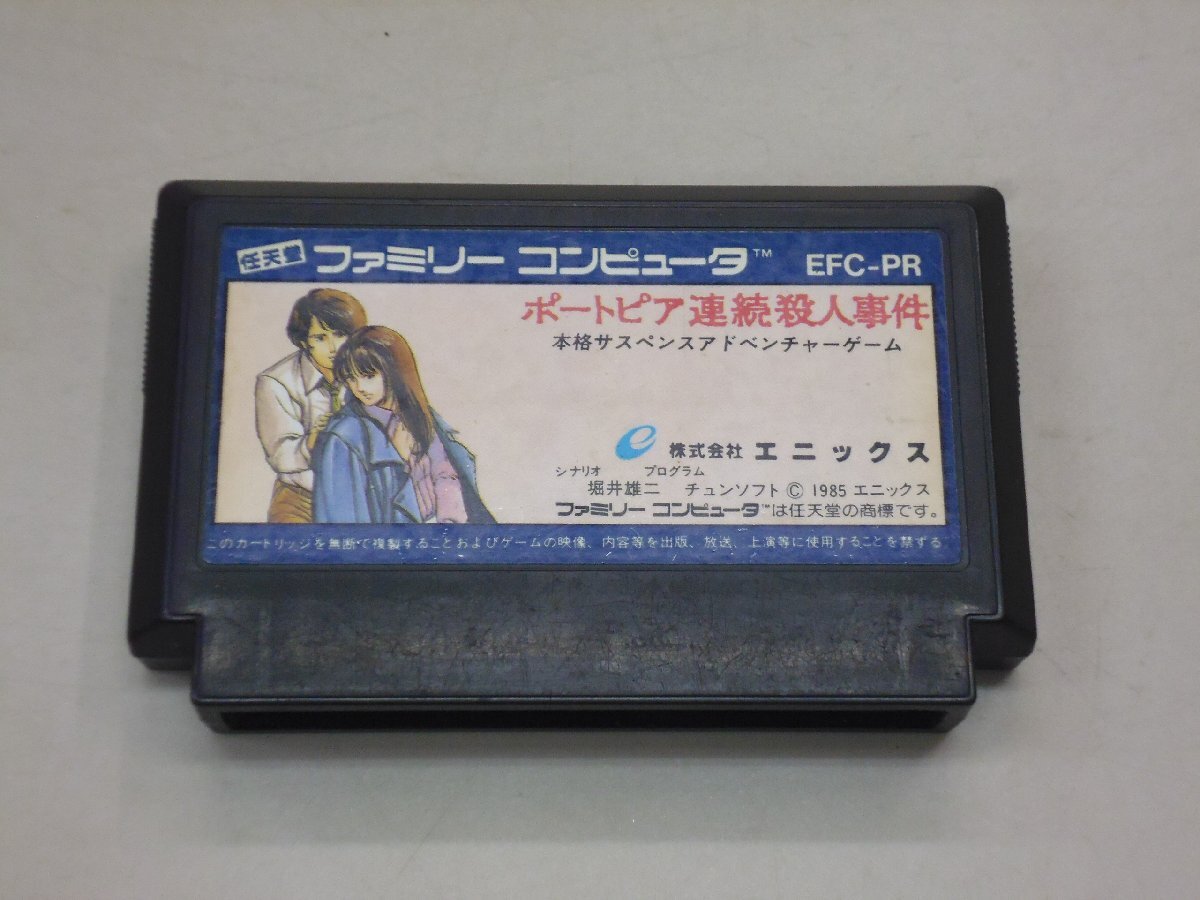 任天堂 ファミリー コンピュータ™ EFC-PR
ポートピア連続殺人事件
本格サスペンスアドベンチャーゲーム
e 株式会社 エニックス
シナリオ プログラム
堀井雄二 チュンソフト © 1985 エニックス
ファミリー コンピュータ™は任天堂の商標です。
このカートリッジを無断で複製することおよびゲームの映像、内容等を出版、放送、上演等に使用することを禁ずる